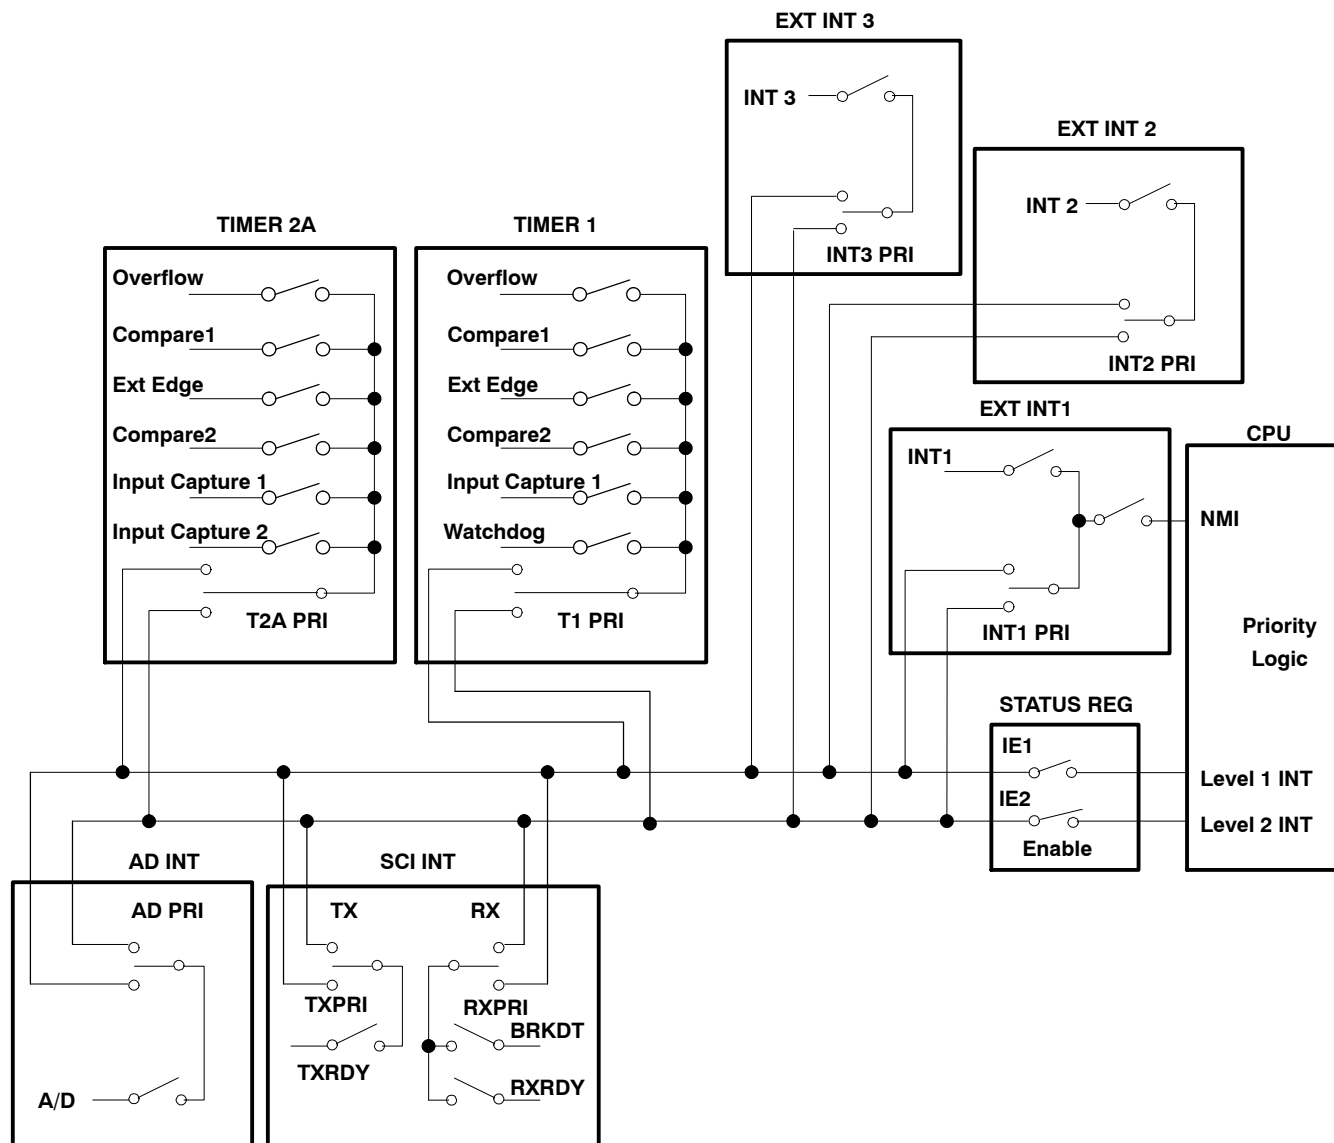 EXT INT 3
INT 3
INT3 PRI
EXT INT 2
INT 2
INT2 PRI
TIMER 2A
Overflow
Compare1
Ext Edge
Compare2
Input Capture 1
Input Capture 2
T2A PRI
TIMER 1
Overflow
Compare1
Ext Edge
Compare2
Input Capture 1
Watchdog
T1 PRI
EXT INT1
INT1
INT1 PRI
CPU
NMI
Priority
Logic
Level 1 INT
Level 2 INT
STATUS REG
IE1
IE2
Enable
AD INT
AD PRI
A/D
SCI INT
TX
RX
TXPRI
RXPRI
BRKDT
TXRDY
RXRDY